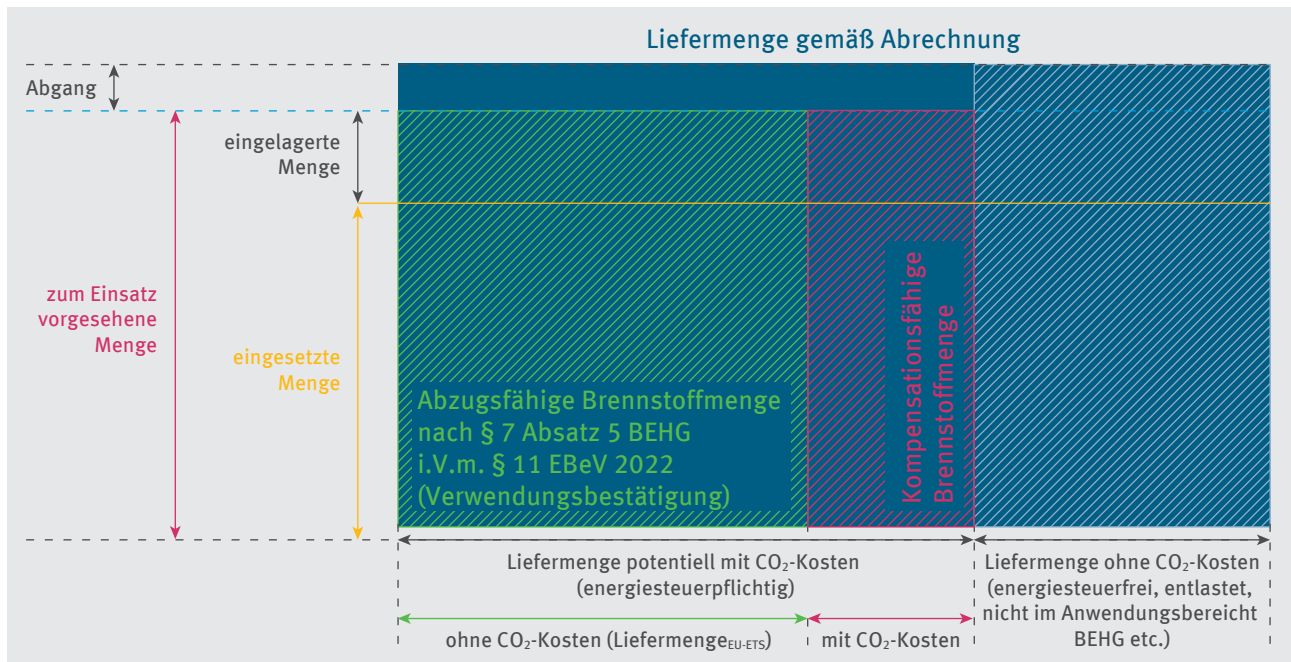 Liefermenge gemäß Abrechnung
Abgang
eingelagerte
Menge
zum Einsatz
vorgesehene
Menge
eingesetzte
Menge
Abzugsfähige Brennstoffmenge
nach § 7 Absatz 5 BEHG
i.V.m. § 11 EBeV 2022
(Verwendungsbestätigung)
Kompensationsfähige
Brennstoffmenge
Liefermenge potentiell mit CO₂-Kosten
(energiesteuerpflichtig)
Liefermenge ohne CO₂-Kosten
(energiesteuerfrei, entlastet,
nicht im Anwendungsbereicht
BEHG etc.)
ohne CO₂-Kosten (Liefermenge EU-ETS)
mit CO₂-Kosten